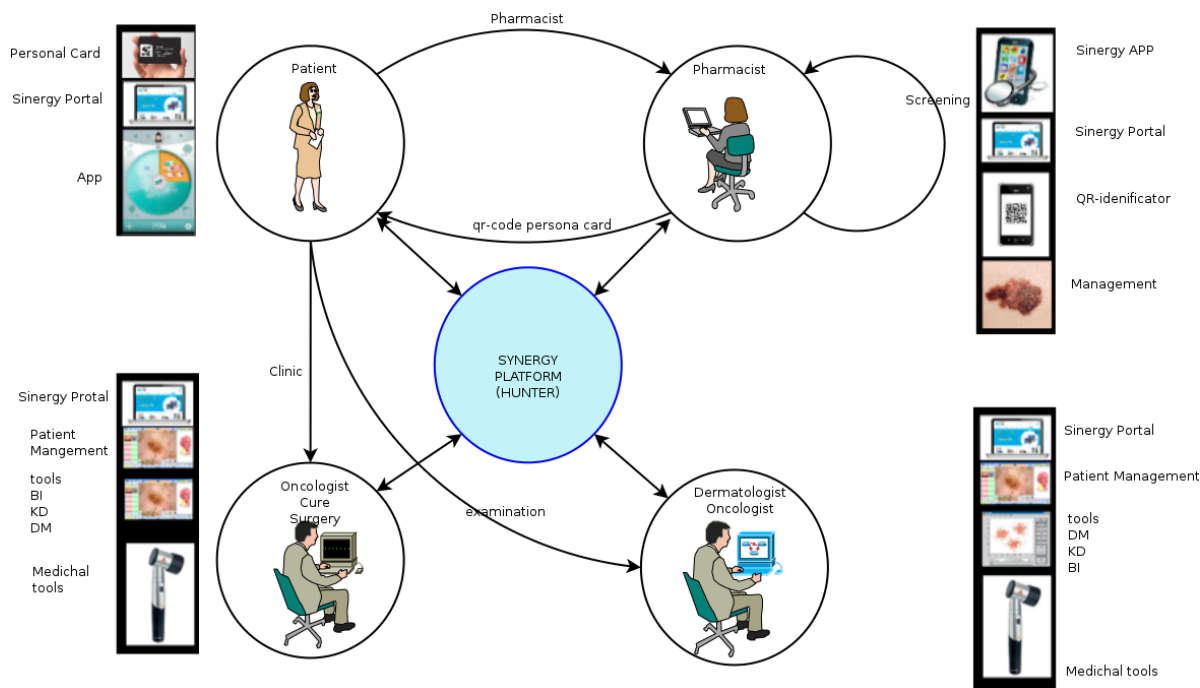 Pharmacist
Personal Card
Patient
Pharmacist
Sinergy APP
Sinergy Portal
Screening
Sinergy Portal
App
QR-idenificator
qr-code persona card
Management
SYNERGY
PLATFORM
(HUNTER)
Clinic
Sinergy Protal
Patient
Mangement
tools
BI
KD
DM
Medichal
tools
Oncologist
Cure
Surgery
examination
Dermatologist
Oncologist
Sinergy Portal
Patient Management
tools
DM
KD
BI
Medichal tools